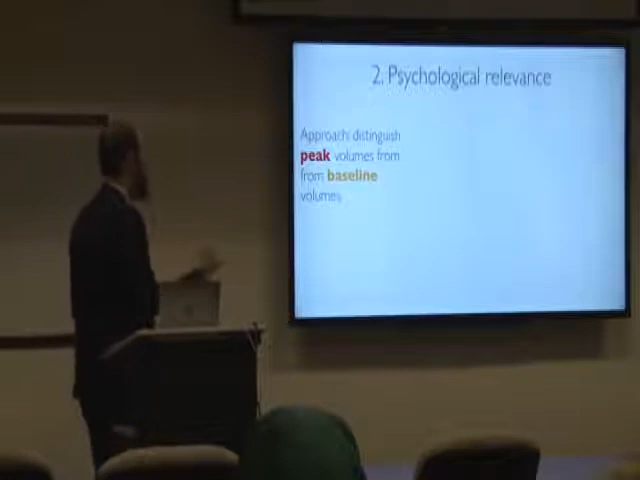 2. Psychological relevance
Approach: distinguish
peak volumes from
from baseline
volumes